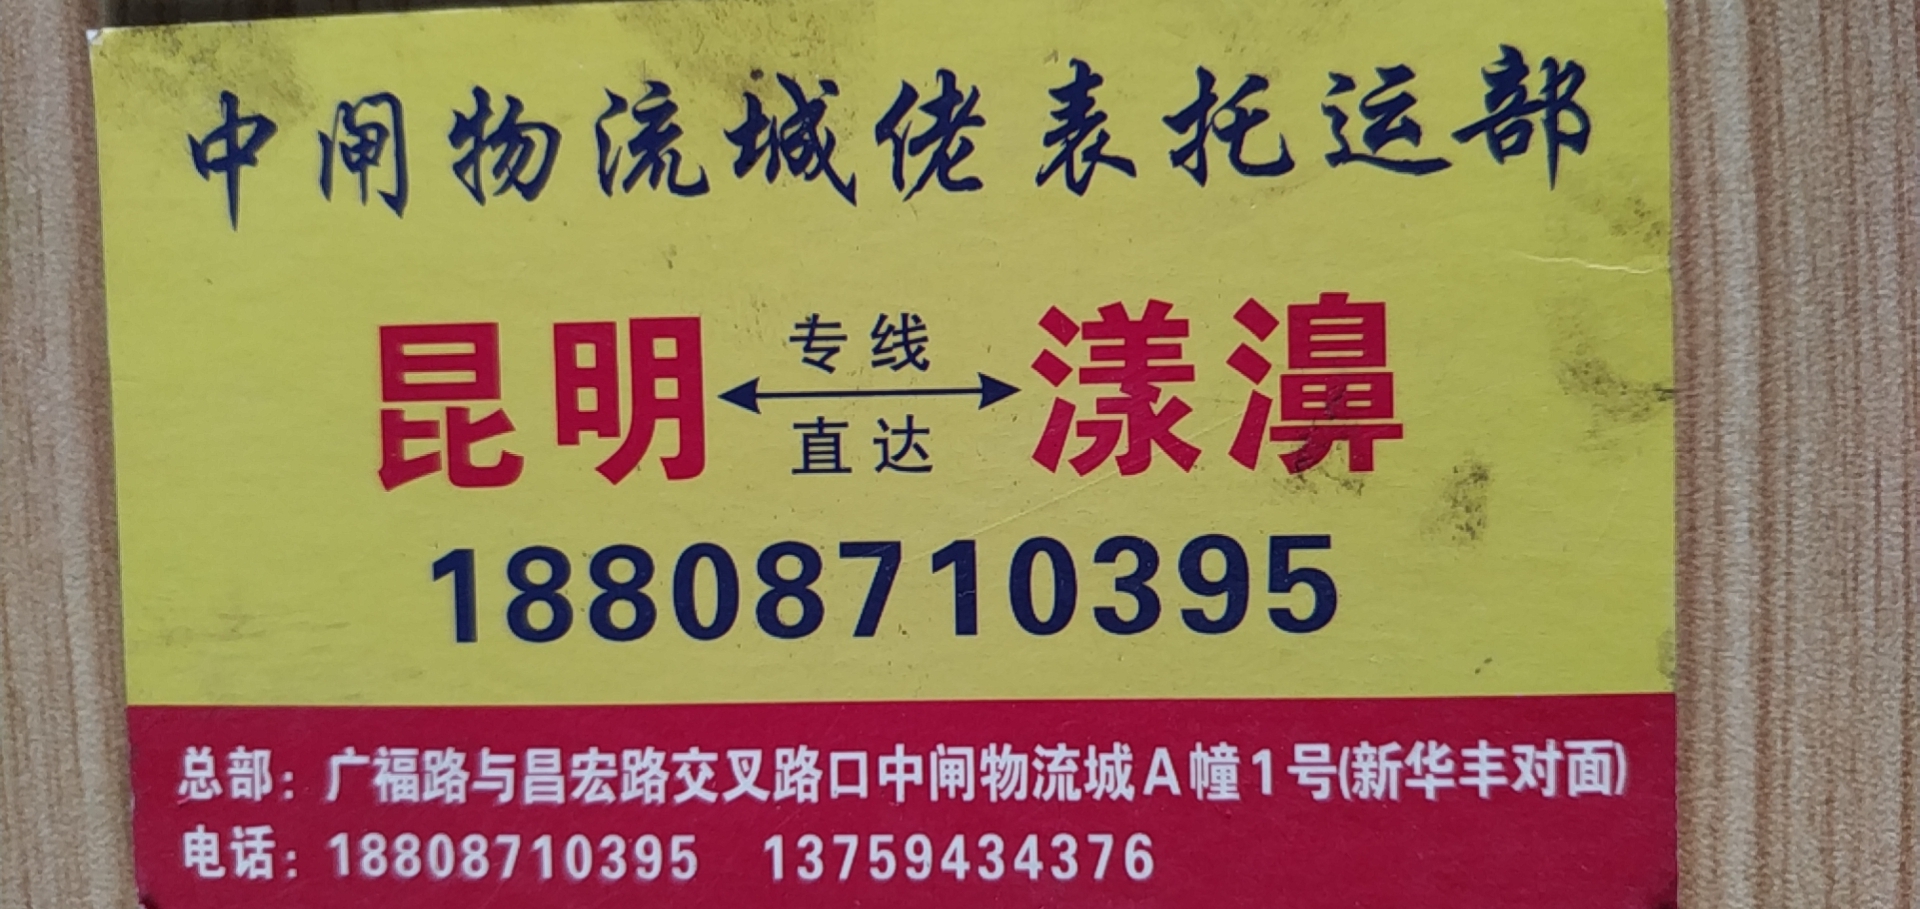 中闸物流城佬表托运部
专线
昆明 漾濞
直达
18808710395
总部：广福路与昌宏路交叉路口中闸物流城A幢1号(新华丰对面)
电话：18808710395 13759434376